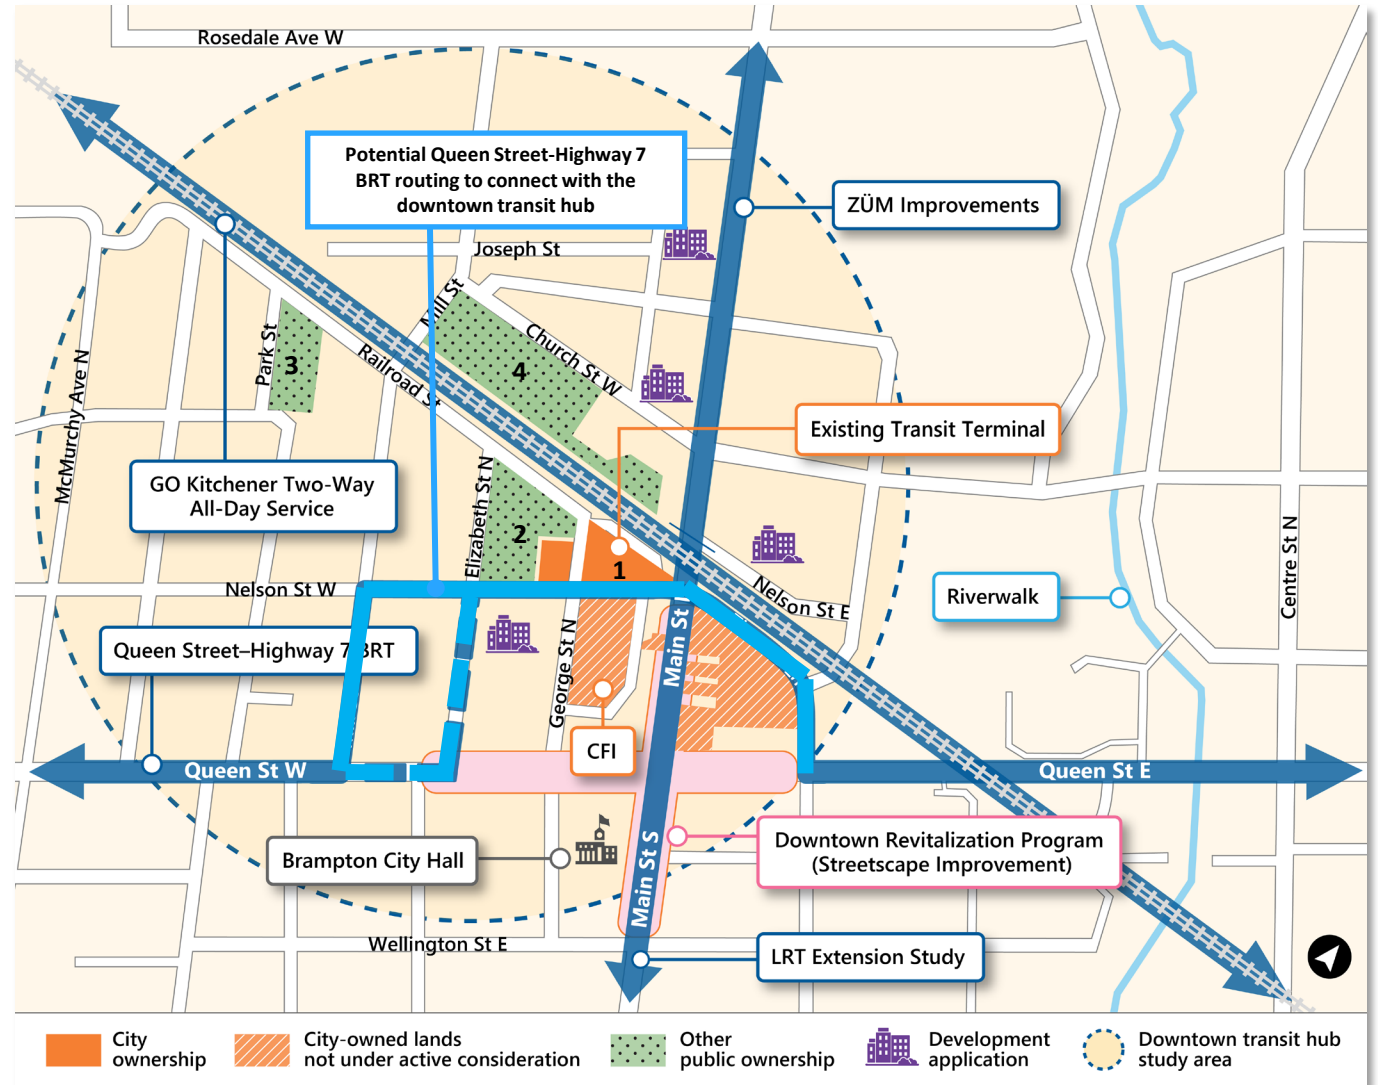 Rosedale Ave W
Potential Queen Street-Highway 7
BRT routing to connect with the
downtown transit hub
ZÜM Improvements
Joseph St
Mill St
Church St W
Park St
3
Railroad St
4
McMurchy Ave N
Existing Transit Terminal
GO Kitchener Two-Way
All-Day Service
Elizabeth St N
2
1
Centre St N
Nelson St W
Nelson St E
Riverwalk
Queen Street–Highway 7 BRT
George St N
Main St
CFI
Queen St W
Queen St E
Brampton City Hall
Main St S
Downtown Revitalization Program
(Streetscape Improvement)
Wellington St E
LRT Extension Study
City
ownership
City-owned lands
not under active consideration
Other
public ownership
Development
application
Downtown transit hub
study area